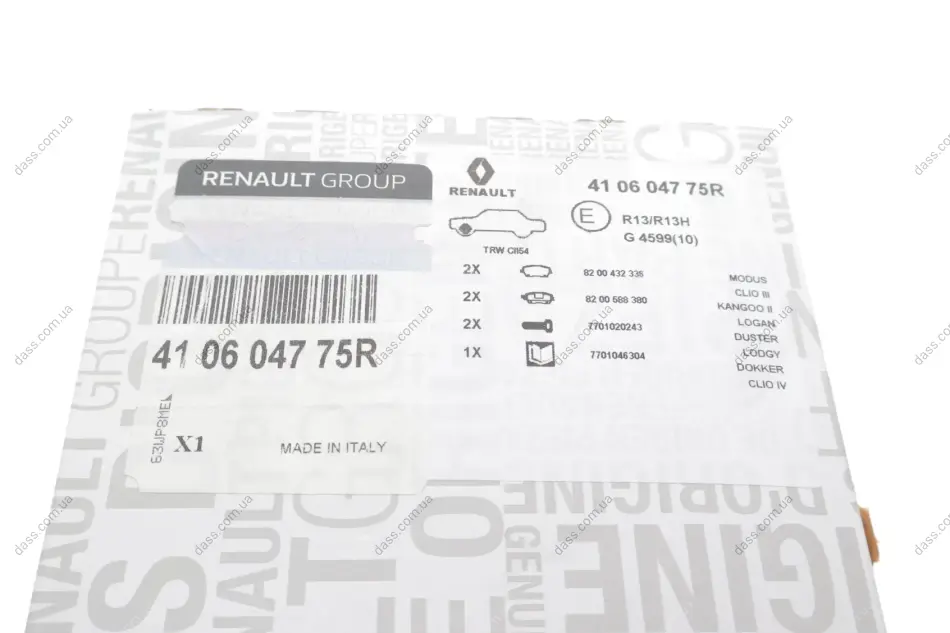 RENAULT GROUP
41 06 047 75R
63WP8ME
X1
MADE IN ITALY
RENAULT
41 06 047 75R
E
R13/R13H
G 4599(10)
TRW CII54
2X 82 00 432 336 MODUS
2X 82 00 588 380 CLIO III
KANGOO II
2X 7701020243 LOGAN
DUSTER
1X 7701046304 LODGY
DOKKER
CLIO IV
dass.com.ua